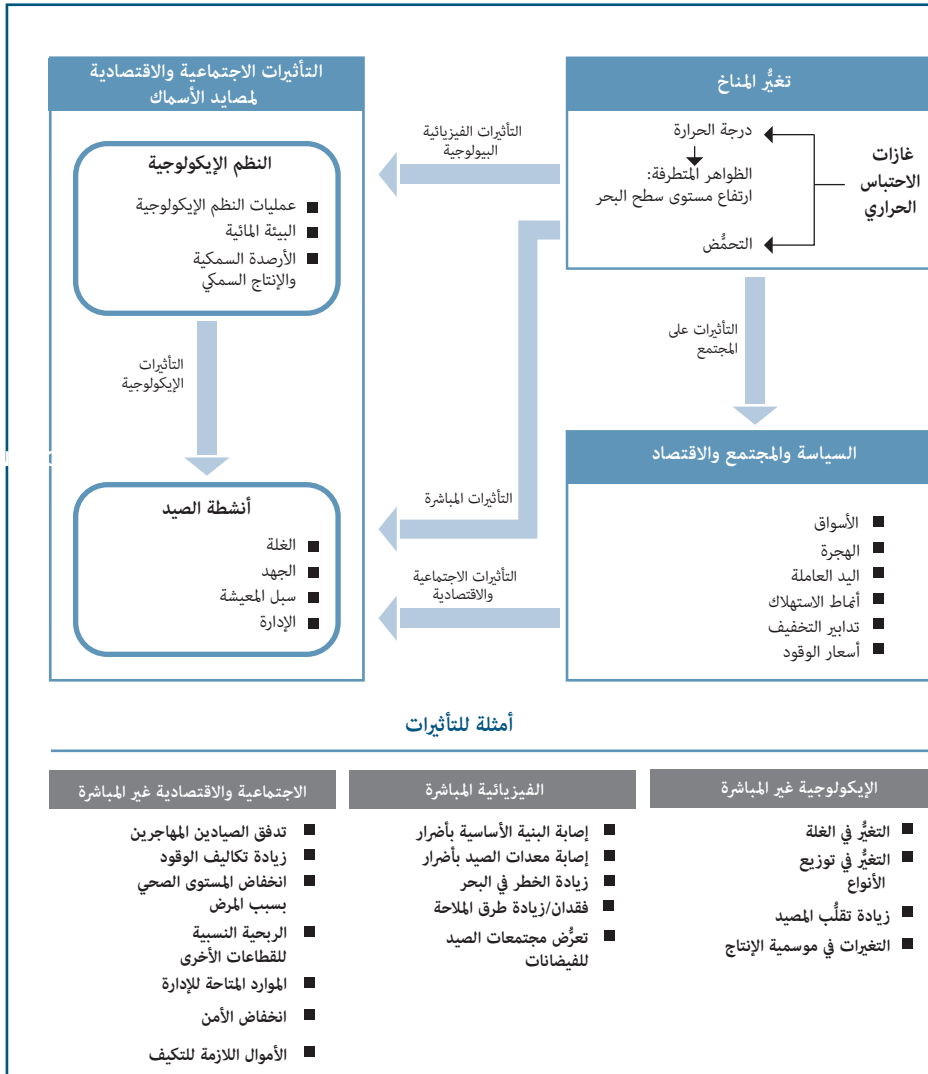 تغيُّر المناخ
غازات
الاحتباس
الحراري
درجة الحرارة
الظواهر المتطرفة:
ارتفاع مستوى سطح البحر
التحمُّض
التأثيرات الفيزيائية
البيولوجية
التأثيرات الاجتماعية والاقتصادية
لمصايد الأسماك
النظم الإيكولوجية
■ عمليات النظم الإيكولوجية
■ البيئة المائية
■ الأرصدة السمكية
والإنتاج السمكي
التأثيرات على
المجتمع
التأثيرات
الإيكولوجية
السياسة والمجتمع والاقتصاد
■ الأسواق
■ الهجرة
■ اليد العاملة
■ أنماط الاستهلاك
■ تدابير التخفيف
■ أسعار الوقود
التأثيرات المباشرة
التأثيرات الاجتماعية
والاقتصادية
أنشطة الصيد
■ الغلة
■ الجهد
■ سبل المعيشة
■ الإدارة
أمثلة للتأثيرات
الإيكولوجية غير المباشرة
■ التغيُّر في الغلة
■ التغيُّر في توزيع
الأنواع
■ زيادة تقلُّب المصيد
■ التغيرات في موسمية الإنتاج
الفيزيائية المباشرة
■ إصابة البنية الأساسية بأضرار
■ إصابة معدات الصيد بأضرار
■ زيادة الخطر في البحر
■ فقدان/زيادة طرق الملاحة
■ تعرُّض مجتمعات الصيد
للفيضانات
الاجتماعية والاقتصادية غير المباشرة
■ تدفق الصيادين المهاجرين
■ زيادة تكاليف الوقود
■ انخفاض المستوى الصحي
بسبب المرض
■ الربحية النسبية
للقطاعات الأخرى
■ الموارد المتاحة للإدارة
■ انخفاض الأمن
■ الأموال اللازمة للتكيف